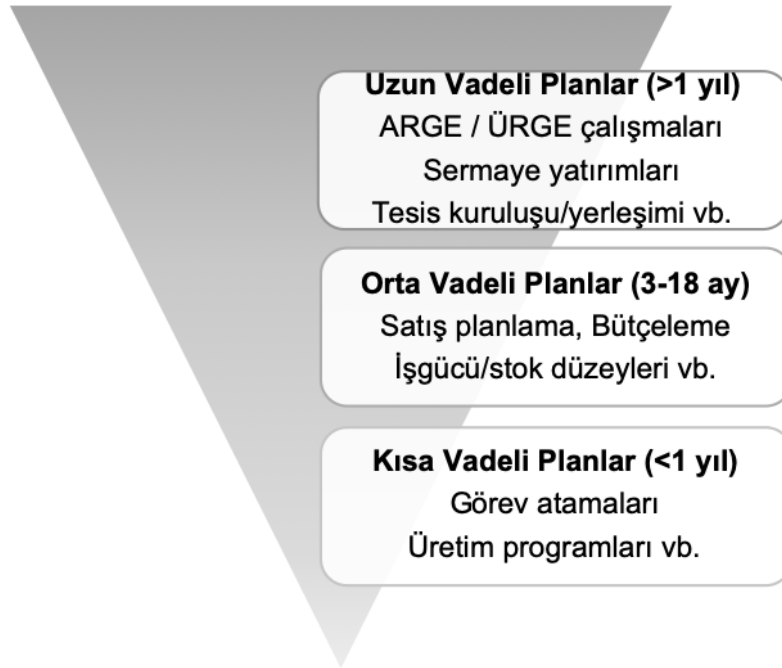 Uzun Vadeli Planlar (>1 yıl)
ARGE / ÜRGE çalışmaları
Sermaye yatırımları
Tesis kuruluşu/yerleşimi vb.
Orta Vadeli Planlar (3-18 ay)
Satış planlama, Bütçeleme
İşgücü/stok düzeyleri vb.
Kısa Vadeli Planlar (<1 yıl)
Görev atamaları
Üretim programları vb.